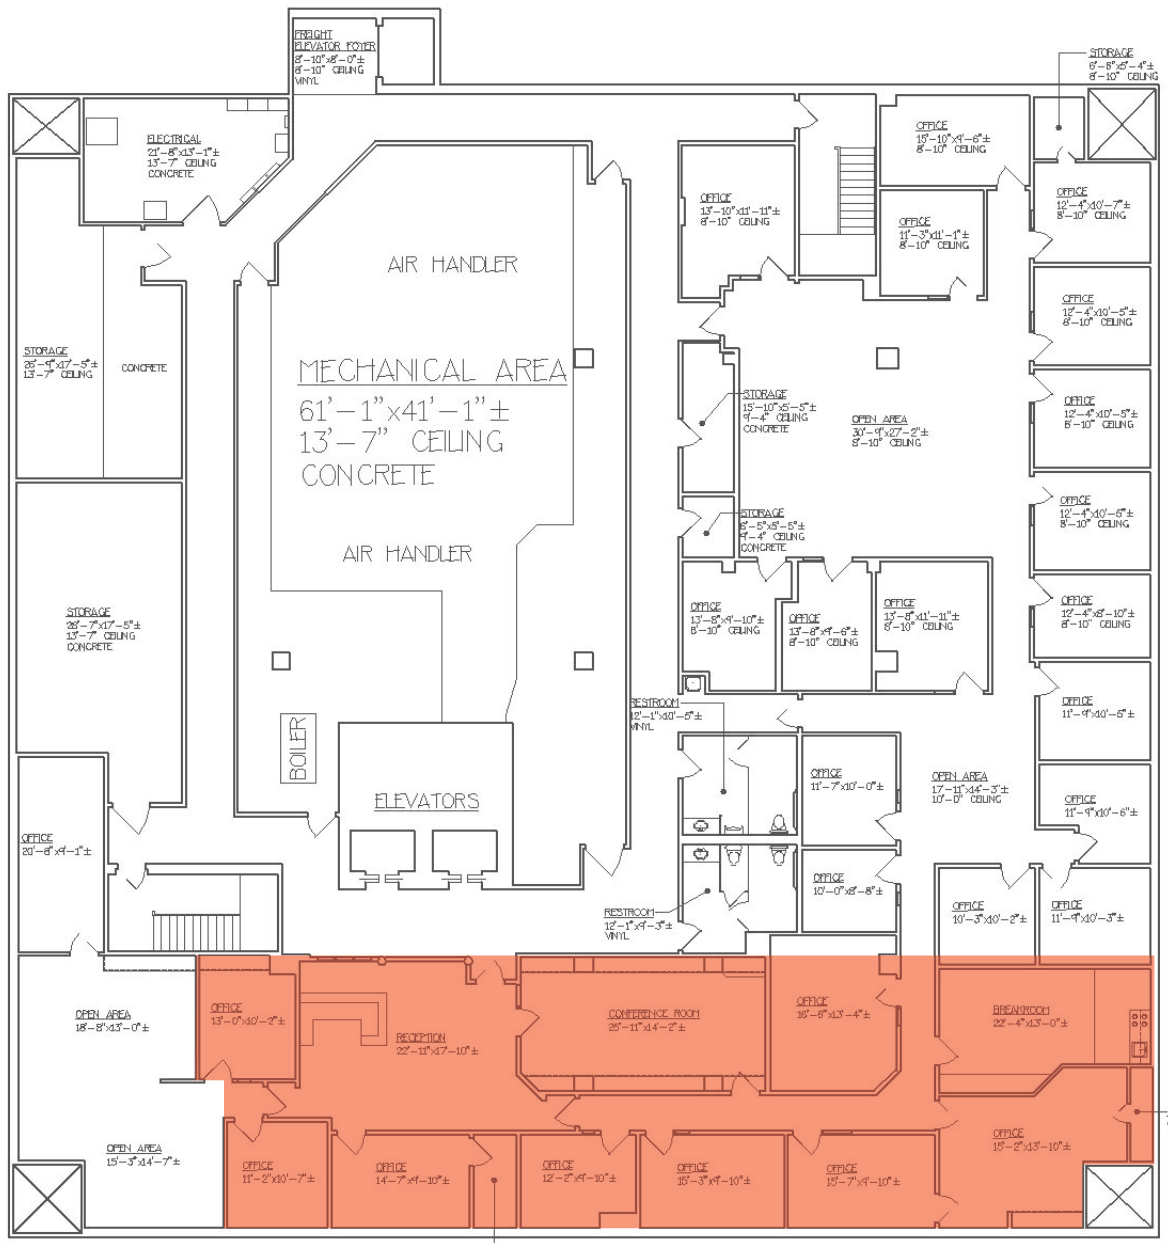 FREIGHT
ELEVATOR FOYER
8'-10"x8'-0"±
8'-10" CEILING
VINYL
STORAGE
6'-8"x5'-4"±
8'-10" CEILING
ELECTRICAL
21'-8"x13'-1"±
13'-7" CEILING
CONCRETE
OFFICE
15'-10"x9'-6"±
8'-10" CEILING
OFFICE
13'-10"x11'-11"±
8'-10" CEILING
OFFICE
12'-4"x10'-7"±
8'-10" CEILING
OFFICE
11'-3"x11'-1"±
8'-10" CEILING
AIR HANDLER
OFFICE
12'-4"x10'-5"±
8'-10" CEILING
STORAGE
26'-9"x17'-5"±
13'-7" CEILING
CONCRETE
MECHANICAL AREA
61'-1"x41'-1"±
13'-7" CEILING
CONCRETE
STORAGE
15'-10"x5'-5"±
9'-4" CEILING
CONCRETE
OPEN AREA
30'-9"x27'-2"±
8'-10" CEILING
OFFICE
12'-4"x10'-5"±
8'-10" CEILING
OFFICE
12'-4"x10'-5"±
8'-10" CEILING
STORAGE
6'-5"x5'-5"±
9'-4" CEILING
CONCRETE
AIR HANDLER
STORAGE
28'-7"x17'-5"±
13'-7" CEILING
CONCRETE
OFFICE
13'-8"x9'-10"±
8'-10" CEILING
OFFICE
13'-8"x9'-6"±
8'-10" CEILING
OFFICE
13'-8"x11'-11"±
8'-10" CEILING
OFFICE
12'-4"x8'-10"±
8'-10" CEILING
RESTROOM
12'-1"x10'-5"±
VINYL
OFFICE
11'-9"x10'-5"±
BOILER
ELEVATORS
OFFICE
11'-7"x10'-0"±
OPEN AREA
17'-11"x14'-3"±
10'-0" CEILING
OFFICE
11'-9"x10'-6"±
OFFICE
20'-8"x9'-1"±
OFFICE
10'-0"x8'-8"±
RESTROOM
12'-1"x9'-3"±
VINYL
OFFICE
10'-3"x10'-2"±
OFFICE
11'-9"x10'-3"±
OPEN AREA
18'-8"x13'-0"±
OFFICE
13'-0"x10'-2"±
RECEPTION
22'-11"x17'-10"±
CONFERENCE ROOM
25'-11"x14'-2"±
OFFICE
16'-6"x13'-4"±
BREAKROOM
22'-4"x13'-0"±
OPEN AREA
15'-3"x14'-7"±
OFFICE
11'-2"x10'-7"±
OFFICE
14'-7"x9'-10"±
OFFICE
12'-2"x9'-10"±
OFFICE
15'-3"x9'-10"±
OFFICE
15'-7"x9'-10"±
OFFICE
15'-2"x13'-10"±